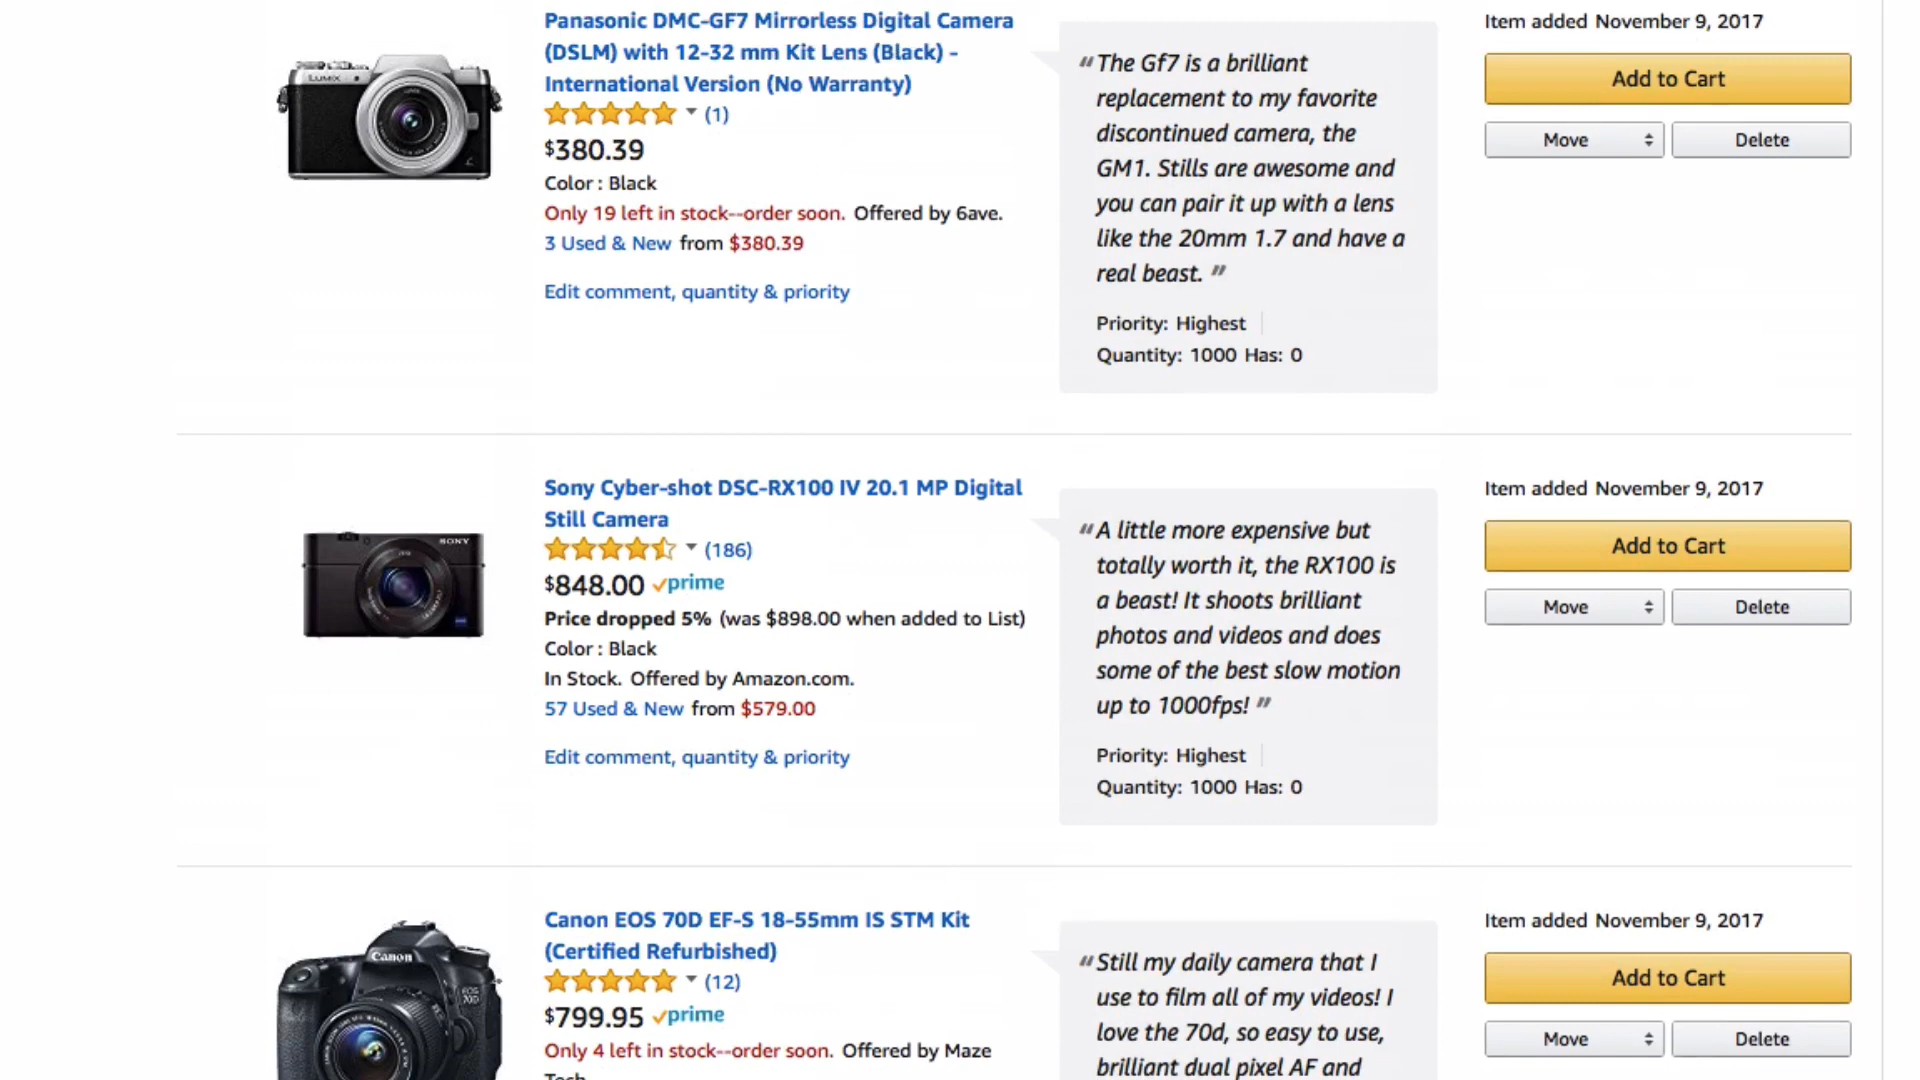 Panasonic DMC-GF7 Mirrorless Digital Camera
(DSLM) with 12-32 mm Kit Lens (Black) -
International Version (No Warranty)
(1)
$380.39
Color : Black
Only 19 left in stock--order soon. Offered by 6ave.
3 Used & New from $380.39
Edit comment, quantity & priority
LUMIX
“The Gf7 is a brilliant
replacement to my favorite
discontinued camera, the
GM1. Stills are awesome and
you can pair it up with a lens
like the 20mm 1.7 and have a
real beast. ”
Priority: Highest
Quantity: 1000 Has: 0
Item added November 9, 2017
Add to Cart
Move Delete
Sony Cyber-shot DSC-RX100 IV 20.1 MP Digital
Still Camera
(186)
$848.00 prime
Price dropped 5% (was $898.00 when added to List)
Color : Black
In Stock. Offered by Amazon.com.
57 Used & New from $579.00
Edit comment, quantity & priority
SONY
“A little more expensive but
totally worth it, the RX100 is
a beast! It shoots brilliant
photos and videos and does
some of the best slow motion
up to 1000fps! ”
Priority: Highest
Quantity: 1000 Has: 0
Item added November 9, 2017
Add to Cart
Move Delete
Canon EOS 70D EF-S 18-55mm IS STM Kit
(Certified Refurbished)
(12)
$799.95 prime
Only 4 left in stock--order soon. Offered by Maze
Canon
EOS
70D
“Still my daily camera that I
use to film all of my videos! I
love the 70d, so easy to use,
brilliant dual pixel AF and
Item added November 9, 2017
Add to Cart
Move Delete